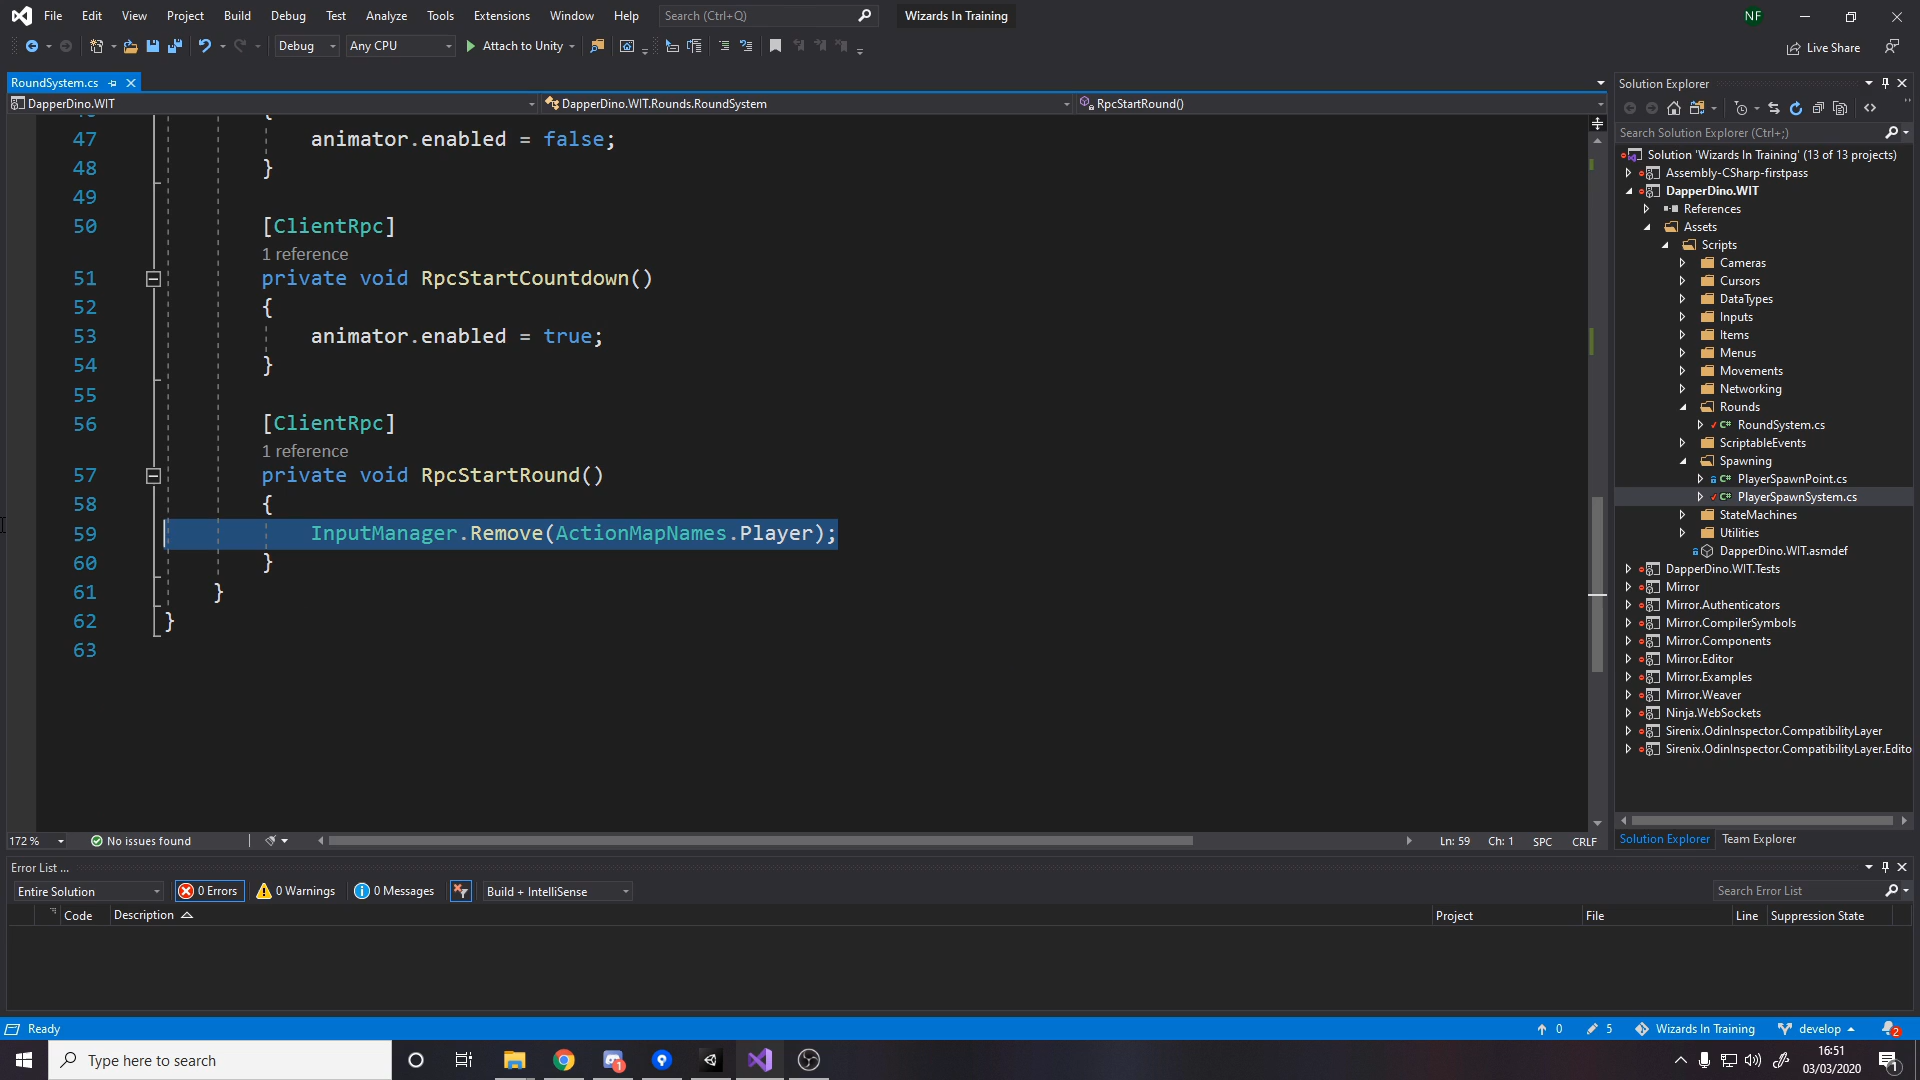 File Edit View Project Build Debug Test Analyze Tools Extensions Window Help Search (Ctrl+Q) Wizards In Training NF
Debug Any CPU Attach to Unity Live Share
RoundSystem.cs
DapperDino.WIT DapperDino.WIT.Rounds.RoundSystem RpcStartRound()
{
47 animator.enabled = false;
48 }
49
50 [ClientRpc]
1 reference
51 private void RpcStartCountdown()
52 {
53 animator.enabled = true;
54 }
55
56 [ClientRpc]
1 reference
57 private void RpcStartRound()
58 {
59 InputManager.Remove(ActionMapNames.Player);
60 }
61 }
62 }
63
172 % No issues found Ln: 59 Ch: 1 SPC CRLF
Solution Explorer
Search Solution Explorer (Ctrl+;)
Solution 'Wizards In Training' (13 of 13 projects)
Assembly-CSharp-firstpass
DapperDino.WIT
References
Assets
Scripts
Cameras
Cursors
DataTypes
Inputs
Items
Menus
Movements
Networking
Rounds
C# RoundSystem.cs
ScriptableEvents
Spawning
C# PlayerSpawnPoint.cs
C# PlayerSpawnSystem.cs
StateMachines
Utilities
DapperDino.WIT.asmdef
DapperDino.WIT.Tests
Mirror
Mirror.Authenticators
Mirror.CompilerSymbols
Mirror.Components
Mirror.Editor
Mirror.Examples
Mirror.Weaver
Ninja.WebSockets
Sirenix.OdinInspector.CompatibilityLayer
Sirenix.OdinInspector.CompatibilityLayer.Edito
Solution Explorer Team Explorer
Error List ...
Entire Solution 0 Errors 0 Warnings 0 Messages Build + IntelliSense Search Error List
Code Description Project File Line Suppression State
Ready 0 5 Wizards In Training develop 2
Type here to search 16:51
03/03/2020 1